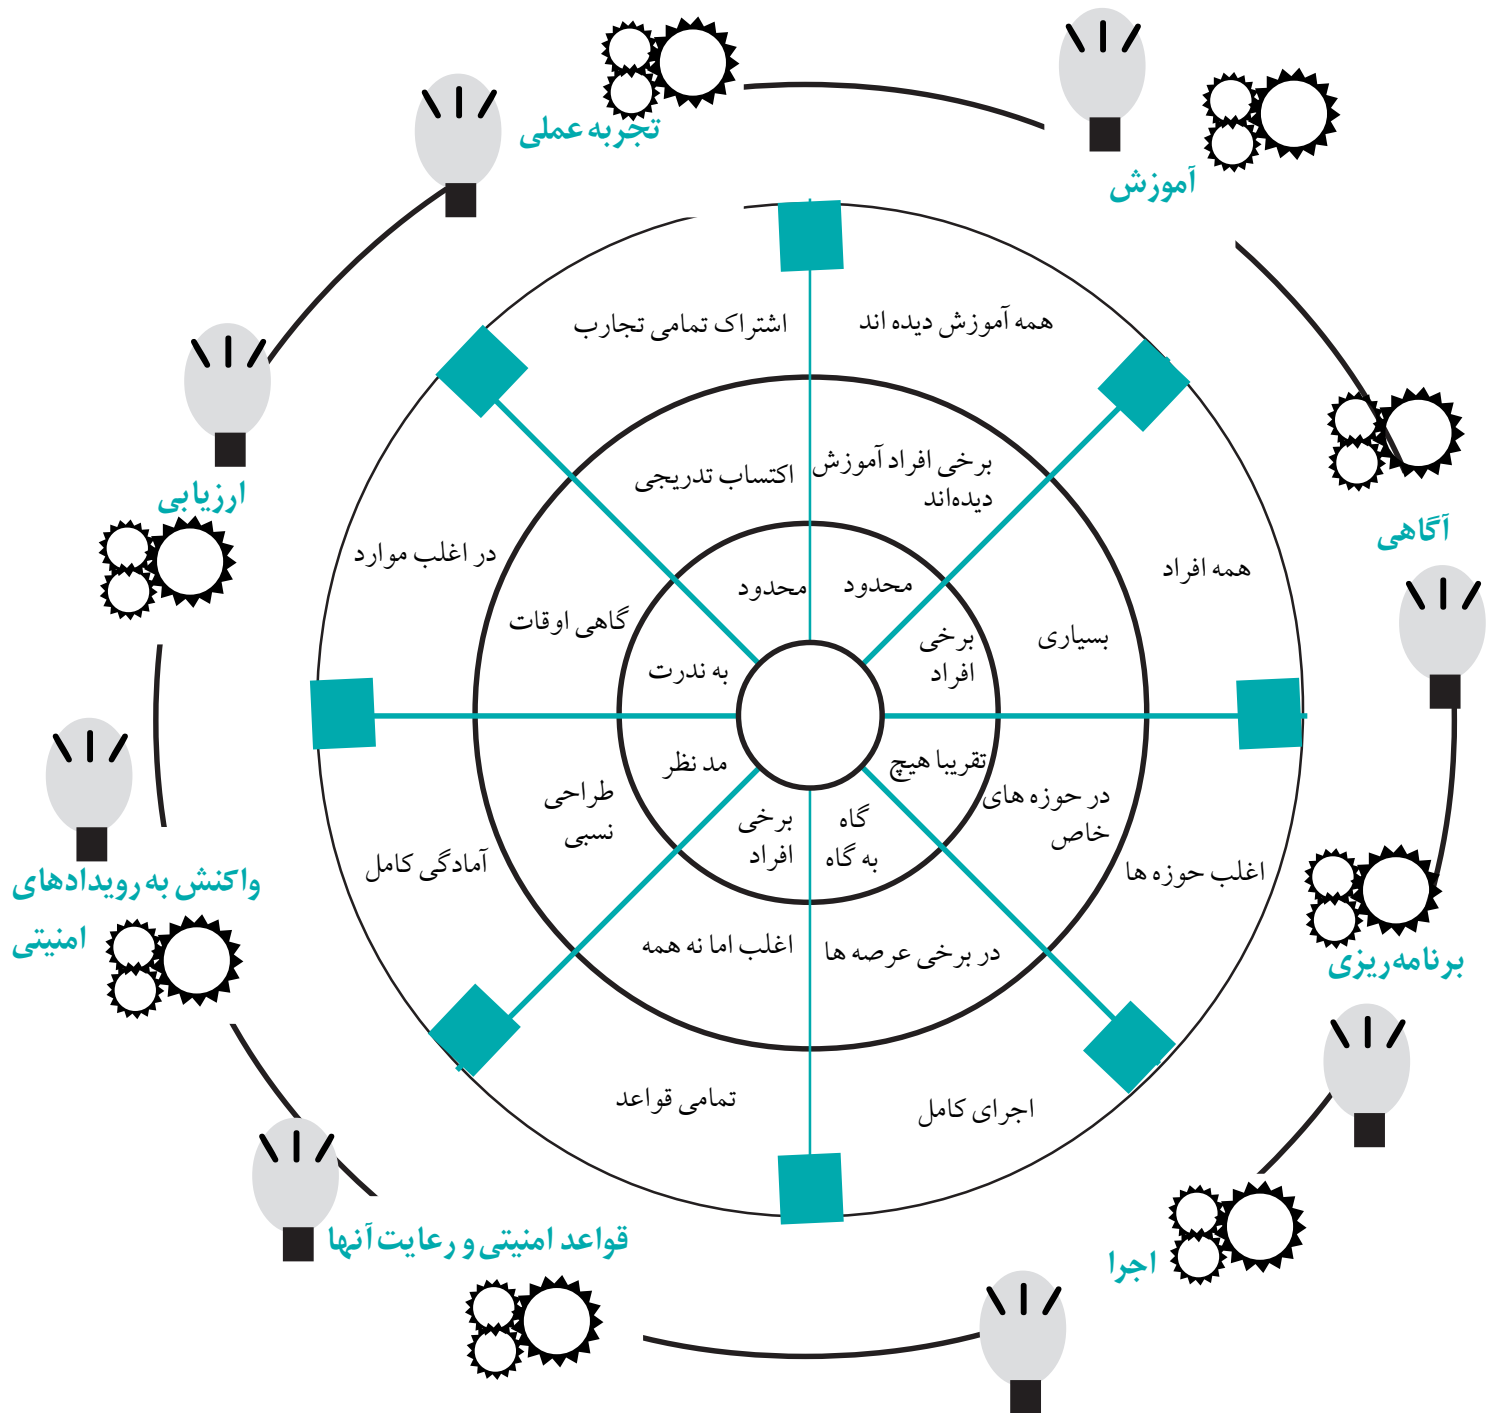 تجربه عملی
آموزش
آگاهی
برنامه‌ریزی
اجرا
قواعد امنیتی و رعایت آنها
واکنش به رویدادهای
امنیتی
ارزیابی
همه آموزش دیده اند
برخی افراد آموزش
دیده‌اند
محدود
همه افراد
بسیاری
برخی
افراد
اغلب حوزه ها
در حوزه های
خاص
تقریبا هیچ
اجرای کامل
در برخی عرصه ها
گاه
به گاه
تمامی قواعد
اغلب اما نه همه
برخی
افراد
آمادگی کامل
طراحی
نسبی
مد نظر
در اغلب موارد
گاهی اوقات
به ندرت
اشتراک تمامی تجارب
اکتساب تدریجی
محدود